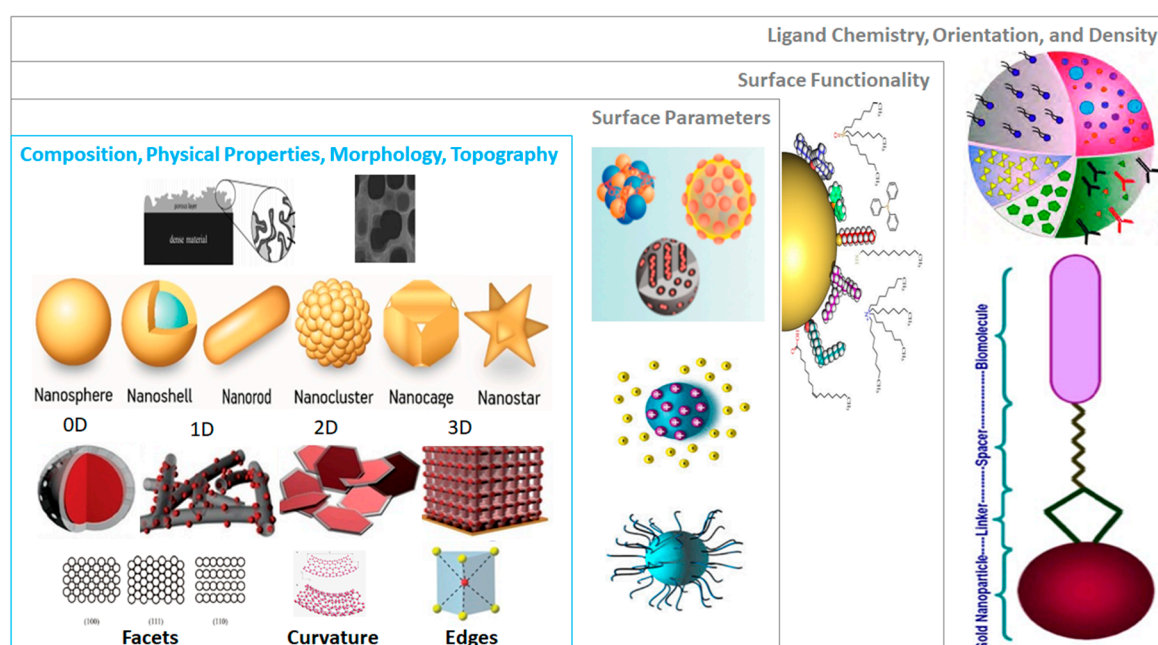 Ligand Chemistry, Orientation, and Density
Surface Functionality
Surface Parameters
Composition, Physical Properties, Morphology, Topography
porous layer
dense material
Nanosphere Nanoshell Nanorod Nanocluster Nanocage Nanostar
0D 1D 2D 3D
(100) (111) (110)
Facets Curvature Edges
Gold Nanoparticle----Linker--------Spacer--------------Biomolecule